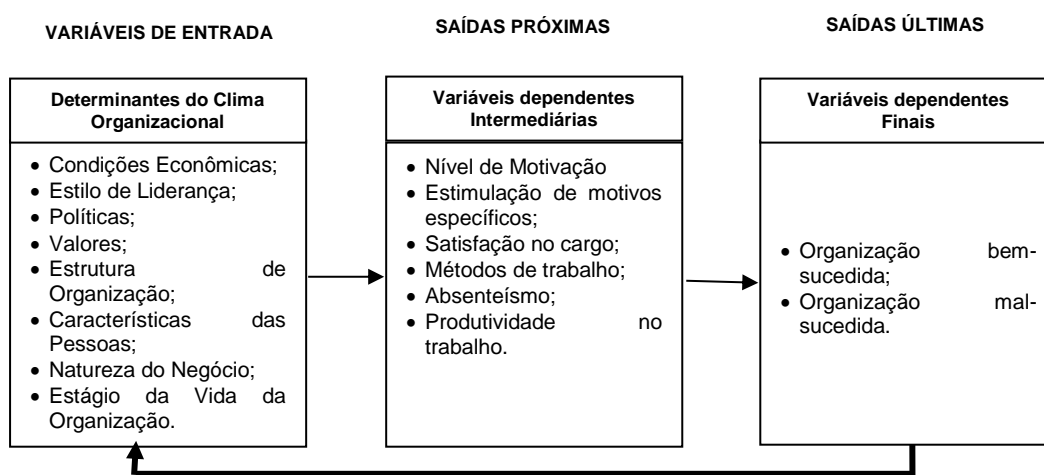 VARIÁVEIS DE ENTRADA
SAÍDAS PRÓXIMAS
SAÍDAS ÚLTIMAS
Determinantes do Clima
Organizacional
• Condições Econômicas;
• Estilo de Liderança;
• Políticas;
• Valores;
• Estrutura de
Organização;
• Características das
Pessoas;
• Natureza do Negócio;
• Estágio da Vida da
Organização.
Variáveis dependentes
Intermediárias
• Nível de Motivação
• Estimulação de motivos
específicos;
• Satisfação no cargo;
• Métodos de trabalho;
• Absenteísmo;
• Produtividade no
trabalho.
Variáveis dependentes
Finais
• Organização bem-
sucedida;
• Organização mal-
sucedida.